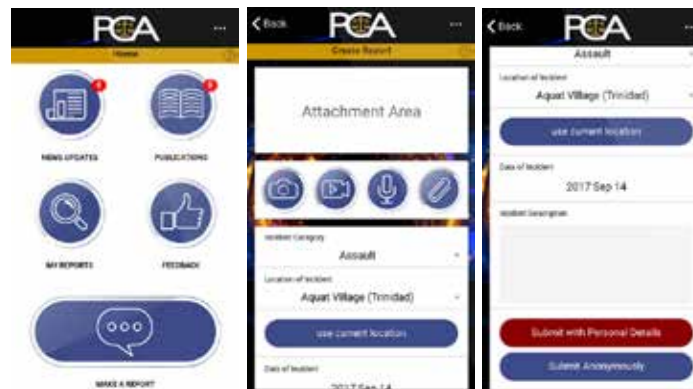 PCA
...
Home
NEWS UPDATES
PUBLICATIONS
MY REPORTS
FEEDBACK
MAKE A REPORT
Back
PCA
...
Create Report
Attachment Area
Incident Category
Assault
Location of Incident
Aquat Village (Trinidad)
use current location
Date of Incident
2017 Sep 14
Back
PCA
Assault
Location of Incident
Aquat Village (Trinidad)
use current location
Date of Incident
2017 Sep 14
Incident Description
Submit with Personal Details
Submit Anonymously